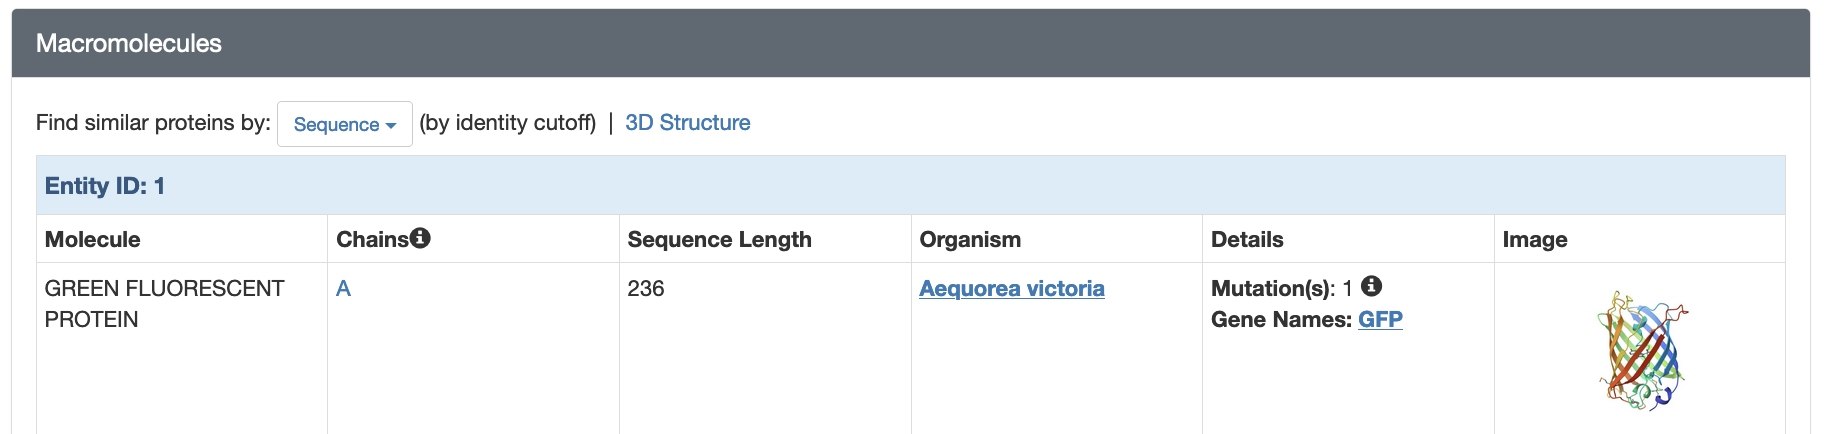 Macromolecules
Find similar proteins by: Sequence (by identity cutoff) | 3D Structure
Entity ID: 1
Molecule Chains Sequence Length Organism Details Image
GREEN FLUORESCENT PROTEIN A 236 Aequorea victoria Mutation(s): 1
Gene Names: GFP